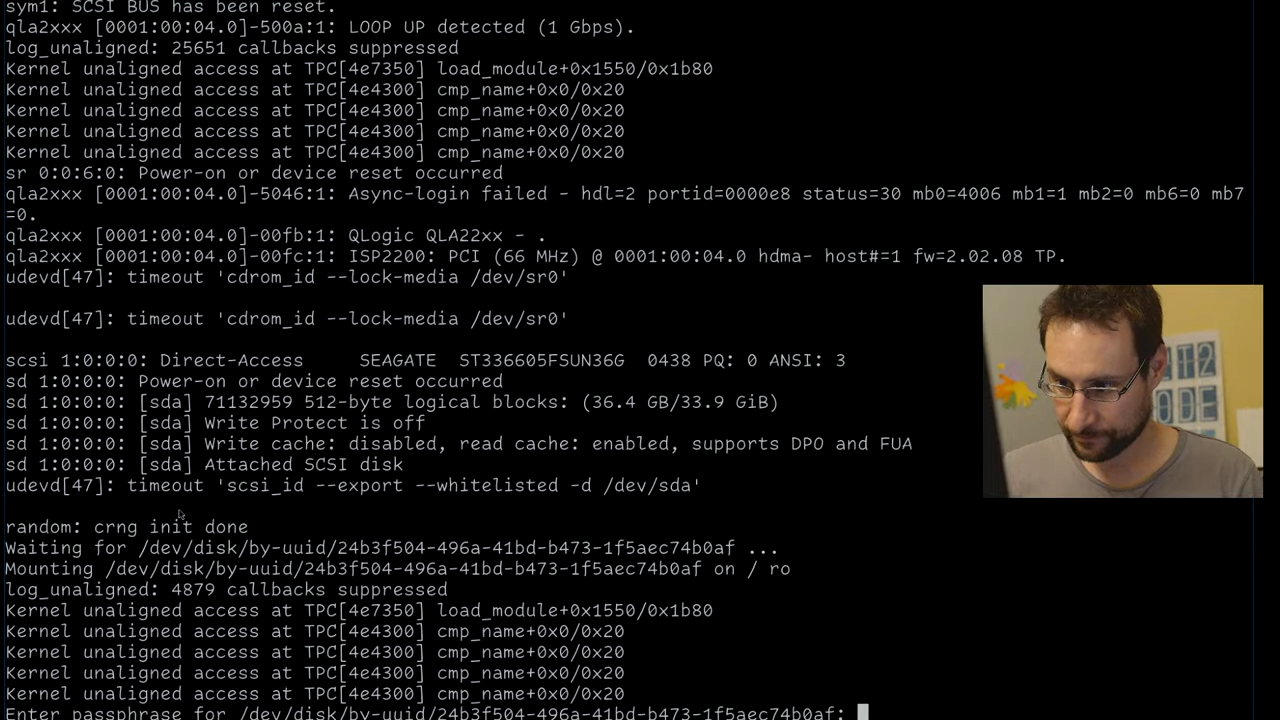 sym1: SCSI BUS has been reset.
qla2xxx [0001:00:04.0]-500a:1: LOOP UP detected (1 Gbps).
log_unaligned: 25651 callbacks suppressed
Kernel unaligned access at TPC[4e7350] load_module+0x1550/0x1b80
Kernel unaligned access at TPC[4e4300] cmp_name+0x0/0x20
Kernel unaligned access at TPC[4e4300] cmp_name+0x0/0x20
Kernel unaligned access at TPC[4e4300] cmp_name+0x0/0x20
Kernel unaligned access at TPC[4e4300] cmp_name+0x0/0x20
sr 0:0:6:0: Power-on or device reset occurred
qla2xxx [0001:00:04.0]-5046:1: Async-login failed - hdl=2 portid=0000e8 status=30 mb0=4006 mb1=1 mb2=0 mb6=0 mb7
=0.
qla2xxx [0001:00:04.0]-00fb:1: QLogic QLA22xx - .
qla2xxx [0001:00:04.0]-00fc:1: ISP2200: PCI (66 MHz) @ 0001:00:04.0 hdma- host#=1 fw=2.02.08 TP.
udevd[47]: timeout 'cdrom_id --lock-media /dev/sr0'
udevd[47]: timeout 'cdrom_id --lock-media /dev/sr0'
scsi 1:0:0:0: Direct-Access     SEAGATE  ST336605FSUN36G  0438 PQ: 0 ANSI: 3
sd 1:0:0:0: Power-on or device reset occurred
sd 1:0:0:0: [sda] 71132959 512-byte logical blocks: (36.4 GB/33.9 GiB)
sd 1:0:0:0: [sda] Write Protect is off
sd 1:0:0:0: [sda] Write cache: disabled, read cache: enabled, supports DPO and FUA
sd 1:0:0:0: [sda] Attached SCSI disk
udevd[47]: timeout 'scsi_id --export --whitelisted -d /dev/sda'
random: crng init done
Waiting for /dev/disk/by-uuid/24b3f504-496a-41bd-b473-1f5aec74b0af ...
Mounting /dev/disk/by-uuid/24b3f504-496a-41bd-b473-1f5aec74b0af on / ro
log_unaligned: 4879 callbacks suppressed
Kernel unaligned access at TPC[4e7350] load_module+0x1550/0x1b80
Kernel unaligned access at TPC[4e4300] cmp_name+0x0/0x20
Kernel unaligned access at TPC[4e4300] cmp_name+0x0/0x20
Kernel unaligned access at TPC[4e4300] cmp_name+0x0/0x20
Kernel unaligned access at TPC[4e4300] cmp_name+0x0/0x20
Enter passphrase for /dev/disk/by-uuid/24b3f504-496a-41bd-b473-1f5aec74b0af: